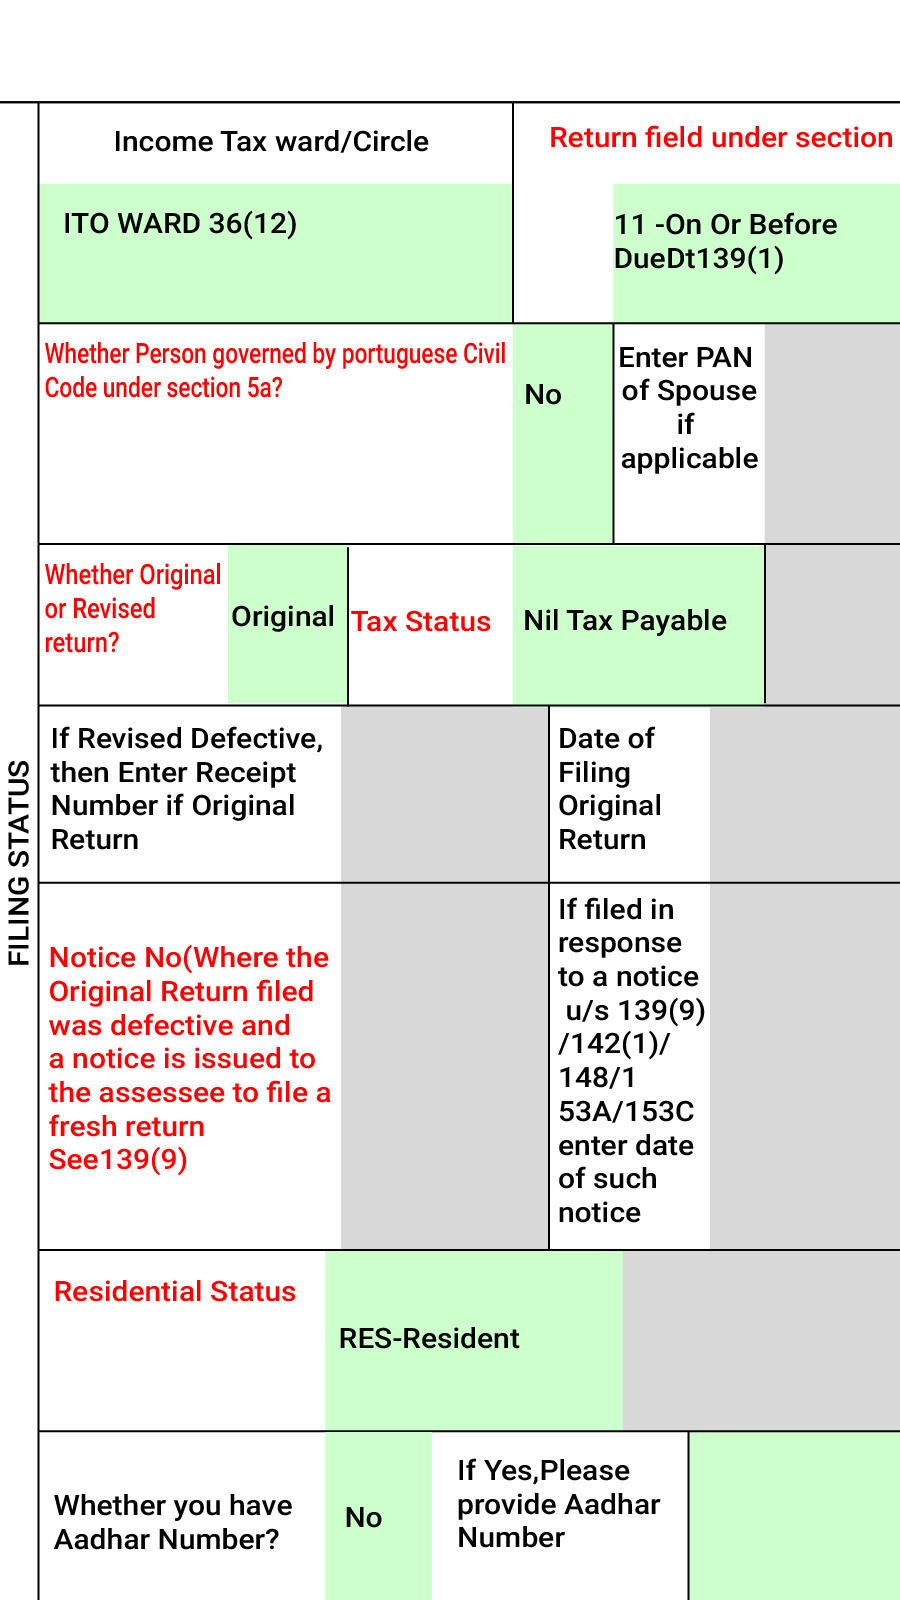 Income Tax ward/Circle
Return field under section
ITO WARD 36(12)
11 -On Or Before
DueDt139(1)
Whether Person governed by portuguese Civil
Code under section 5a?
No
Enter PAN
of Spouse
if
applicable
Whether Original
or Revised
return?
Original
Tax Status
Nil Tax Payable
FILING STATUS
If Revised Defective,
then Enter Receipt
Number if Original
Return
Date of
Filing
Original
Return
Notice No(Where the
Original Return filed
was defective and
a notice is issued to
the assessee to file a
fresh return
See139(9)
If filed in
response
to a notice
u/s 139(9)
/142(1)/
148/1
53A/153C
enter date
of such
notice
Residential Status
RES-Resident
Whether you have
Aadhar Number?
No
If Yes,Please
provide Aadhar
Number